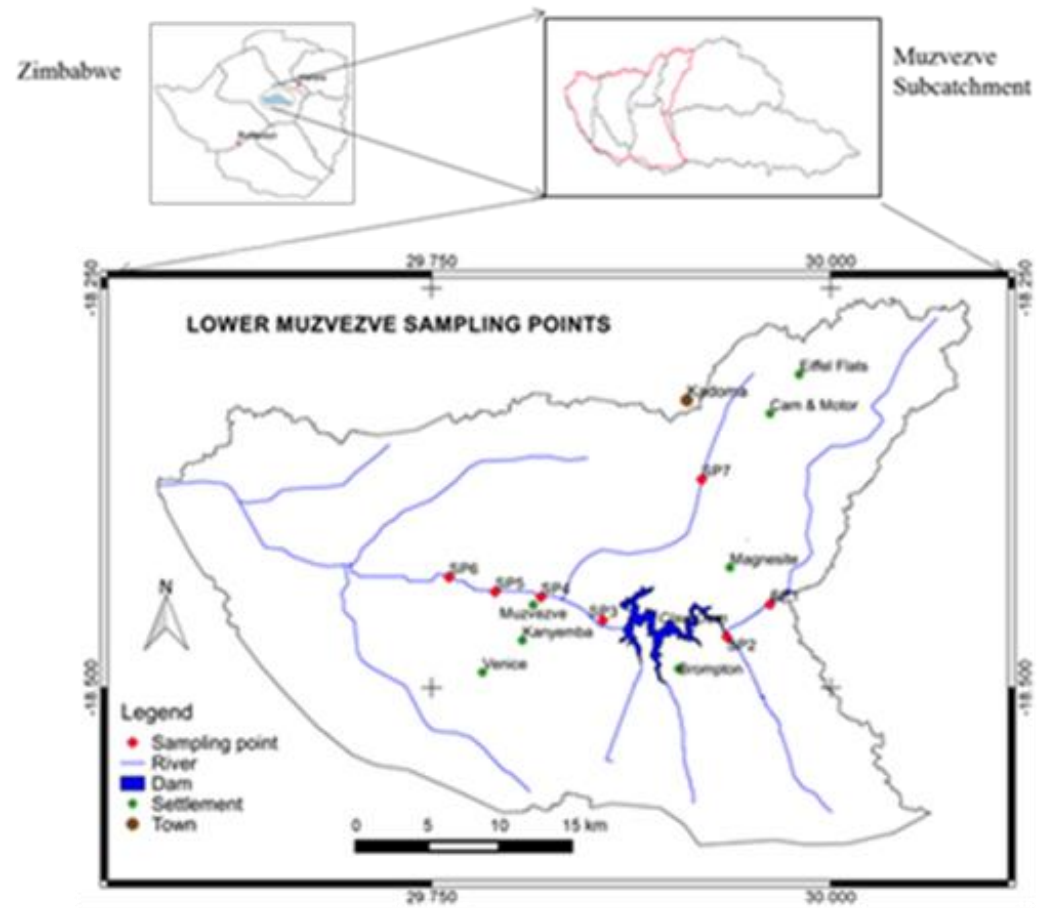 Zimbabwe
Muzvezve
Subcatchment
29.750
30.000
-18.250
-18.250
LOWER MUZVEZVE SAMPLING POINTS
Eiffel Flats
Kadoma
Cam & Motor
SP7
Magnesite
SP6
SP5
SP4
SP3
SP2
Muzvezve
Kanyemba
Venice
Brompton
N
-18.500
-18.500
Legend
Sampling point
River
Dam
Settlement
Town
0 5 10 15 km
29.750
30.000